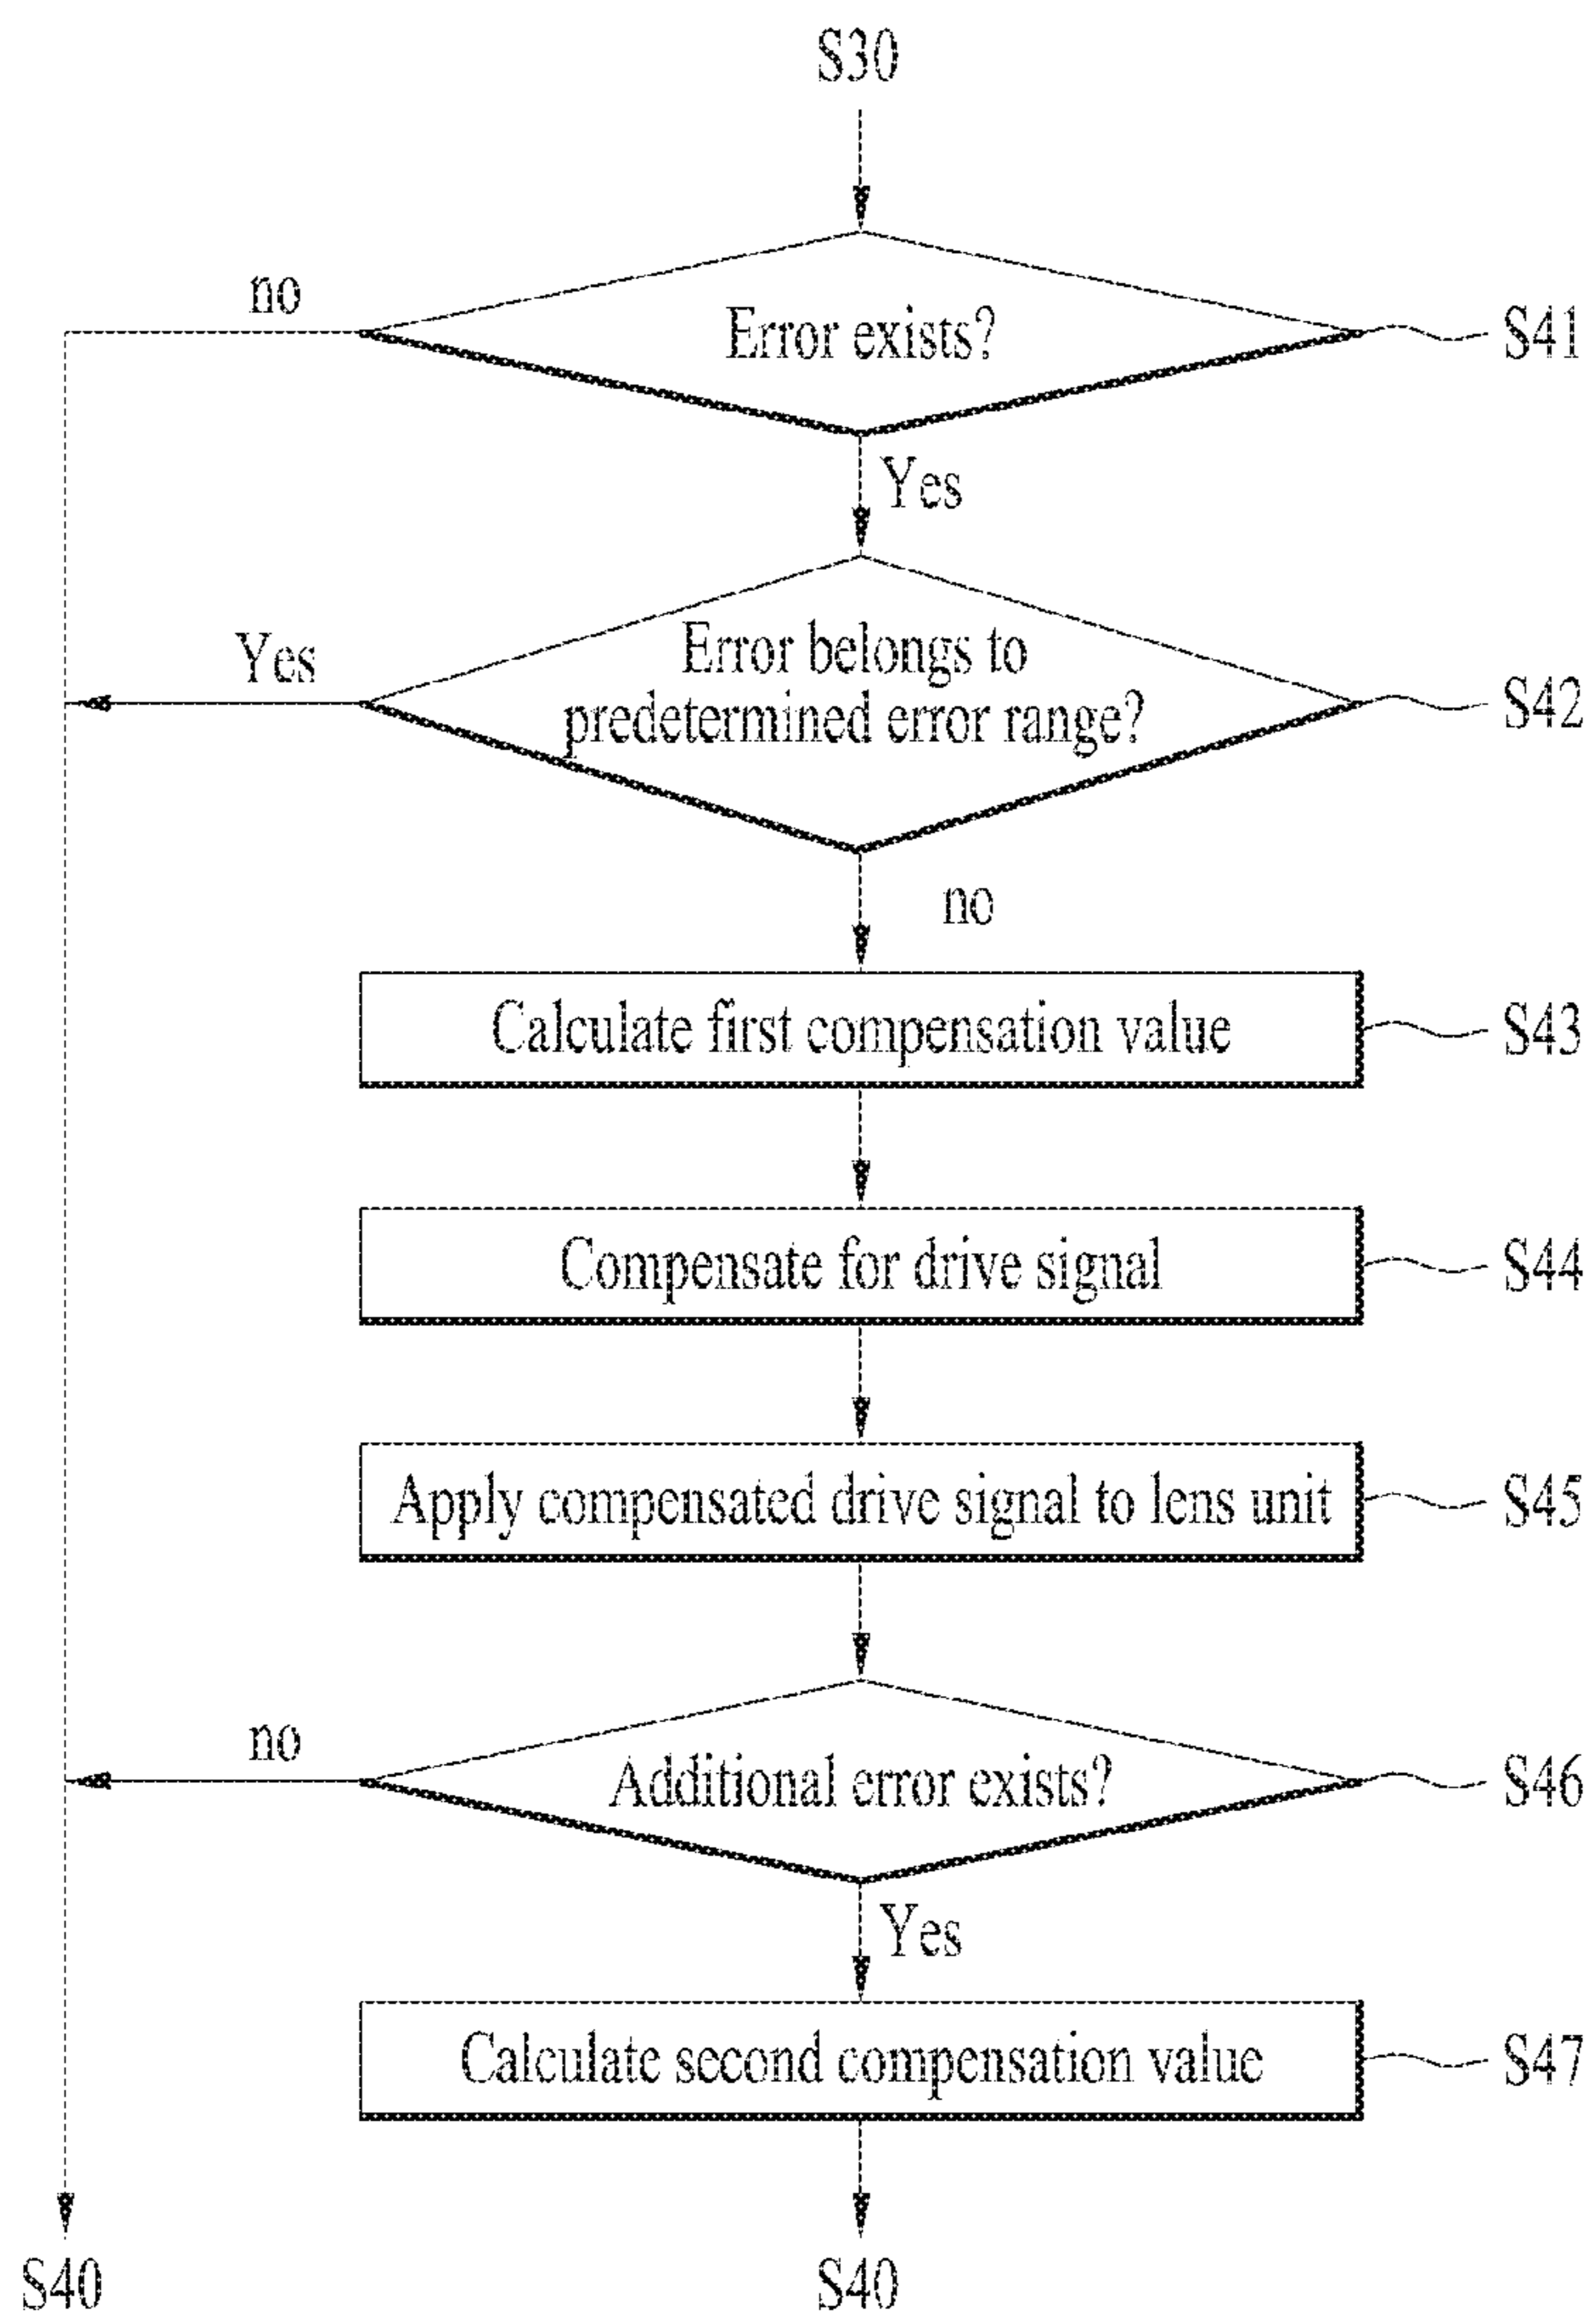 S30
no
Error exists?
S41
Yes
Yes
Error belongs to
predetermined error range?
S42
no
Calculate first compensation value
S43
Compensate for drive signal
S44
Apply compensated drive signal to lens unit
S45
no
Additional error exists?
S46
Yes
Calculate second compensation value
S47
S40
S40